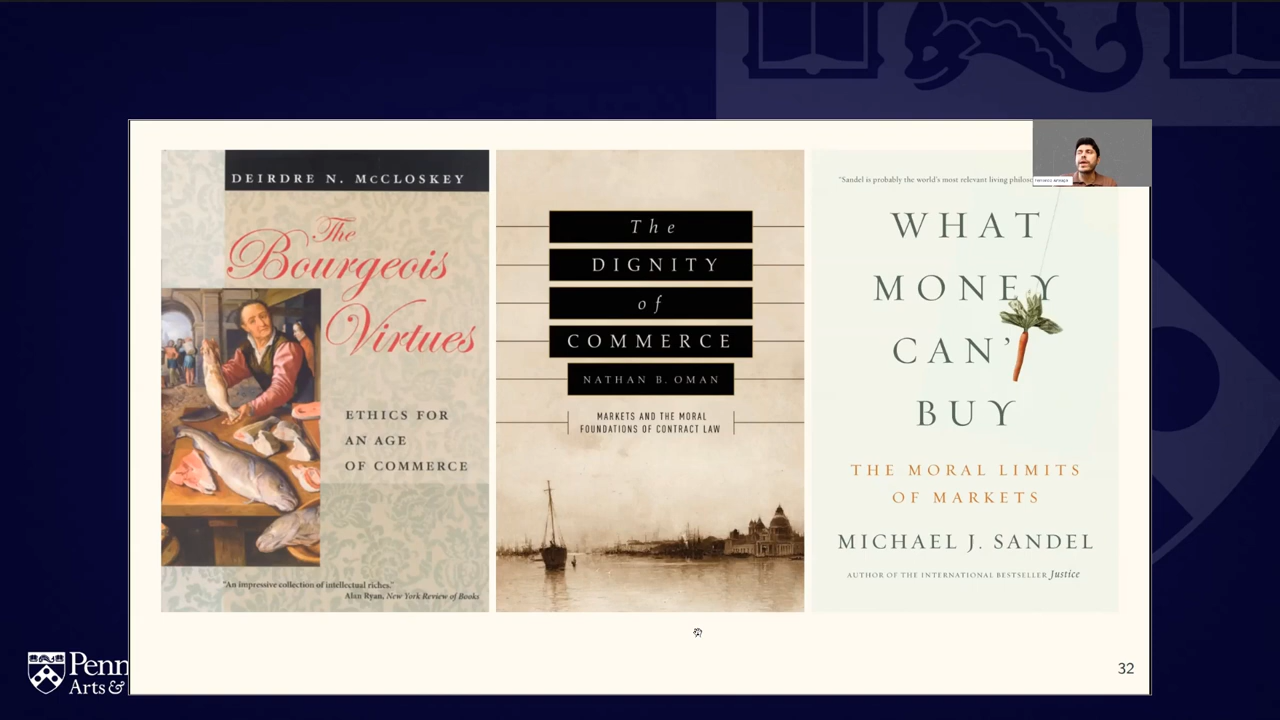 DEIRDRE N. McCLOSKEY
The
Bourgeois
Virtues
ETHICS FOR
AN AGE
OF COMMERCE
"An impressive collection of intellectual riches."
Alan Ryan, New York Review of Books
The
DIGNITY
of
COMMERCE
NATHAN B. OMAN
MARKETS AND THE MORAL
FOUNDATIONS OF CONTRACT LAW
"Sandel is probably the world's most relevant living
WHAT
MONEY
CAN'
BUY
THE MORAL LIMITS
OF MARKETS
MICHAEL J. SANDEL
AUTHOR OF THE INTERNATIONAL BESTSELLER Justice
32
Penn
Arts &